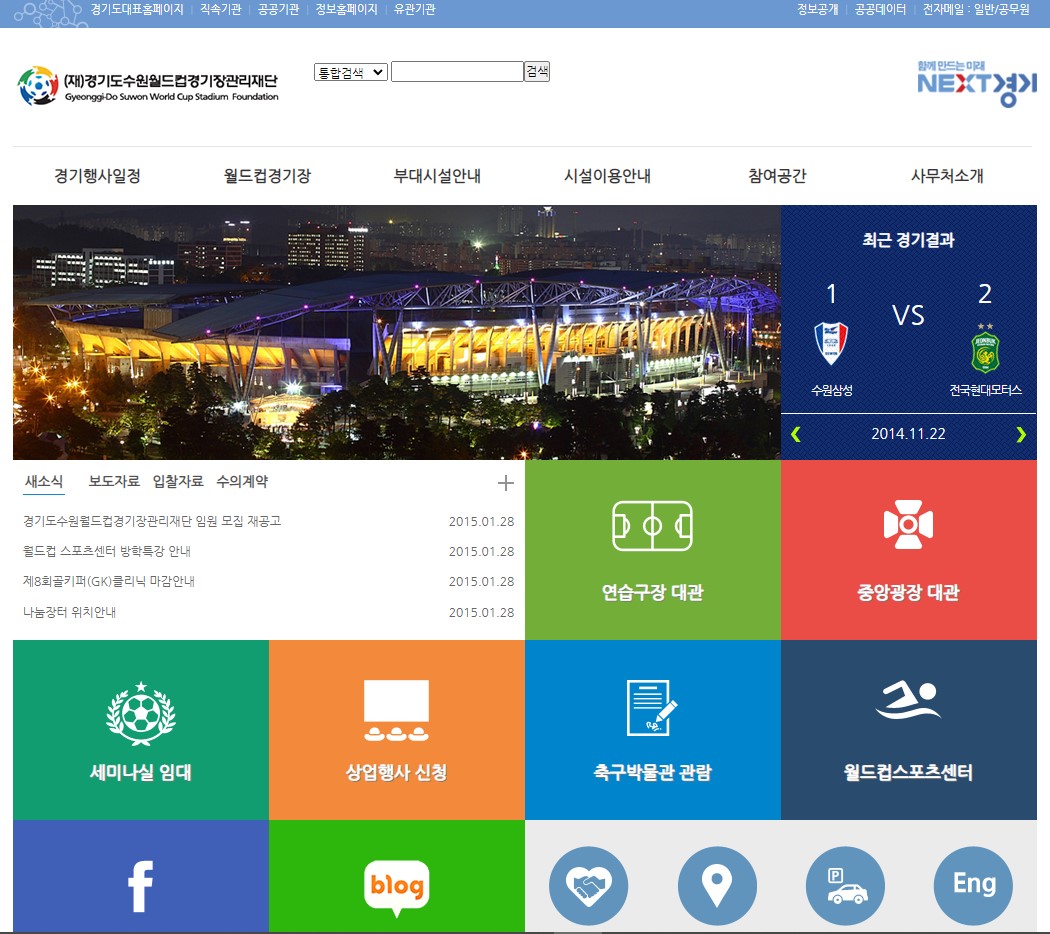 경기도대표홈페이지 직속기관 공공기관 정보홈페이지 유관기관 정보공개 공공데이터 전자메일 : 일반/공무원
(재)경기도수원월드컵경기장관리재단
Gyeonggi-Do Suwon World Cup Stadium Foundation
통합검색 검색
함께 만드는 미래
NEXT경기
경기행사일정 월드컵경기장 부대시설안내 시설이용안내 참여공간 사무처소개
최근 경기결과
1 VS 2
수원삼성 전국현대모터스
2014.11.22
새소식 보도자료 입찰자료 수의계약
경기도수원월드컵경기장관리재단 임원 모집 재공고 2015.01.28
월드컵 스포츠센터 방학특강 안내 2015.01.28
제8회골키퍼(GK)클리닉 마감안내 2015.01.28
나눔장터 위치안내 2015.01.28
연습구장 대관
중앙광장 대관
세미나실 임대
상업행사 신청
축구박물관 관람
월드컵스포츠센터
f
blog
P
Eng